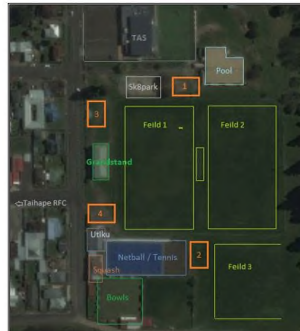 TAS
Pool
Sk8park
1
3
Feild 1
Feild 2
Grandstand
⇦Taihape RFC
4
Utiku
Netball / Tennis
2
Squash
Feild 3
Bowls